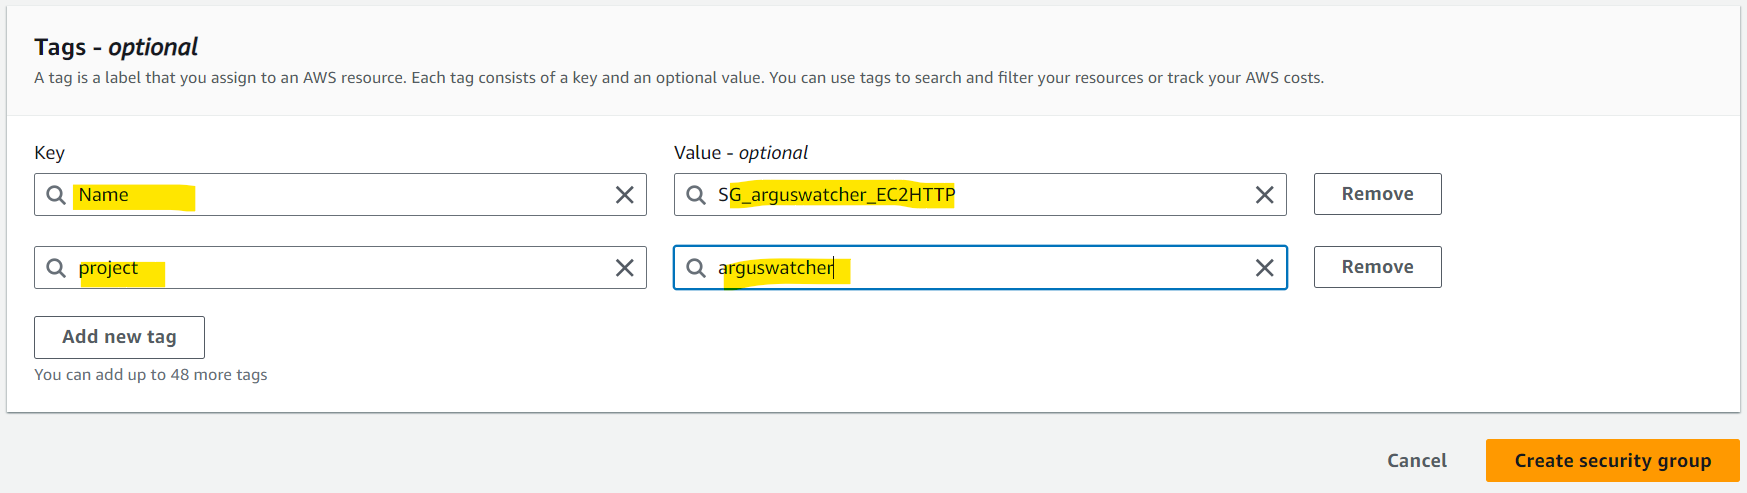 Tags - optional
A tag is a label that you assign to an AWS resource. Each tag consists of a key and an optional value. You can use tags to search and filter your resources or track your AWS costs.
Key
Value - optional
Name
SG_arguswatcher_EC2HTTP
Remove
project
arguswatcher
Remove
Add new tag
You can add up to 48 more tags
Cancel
Create security group